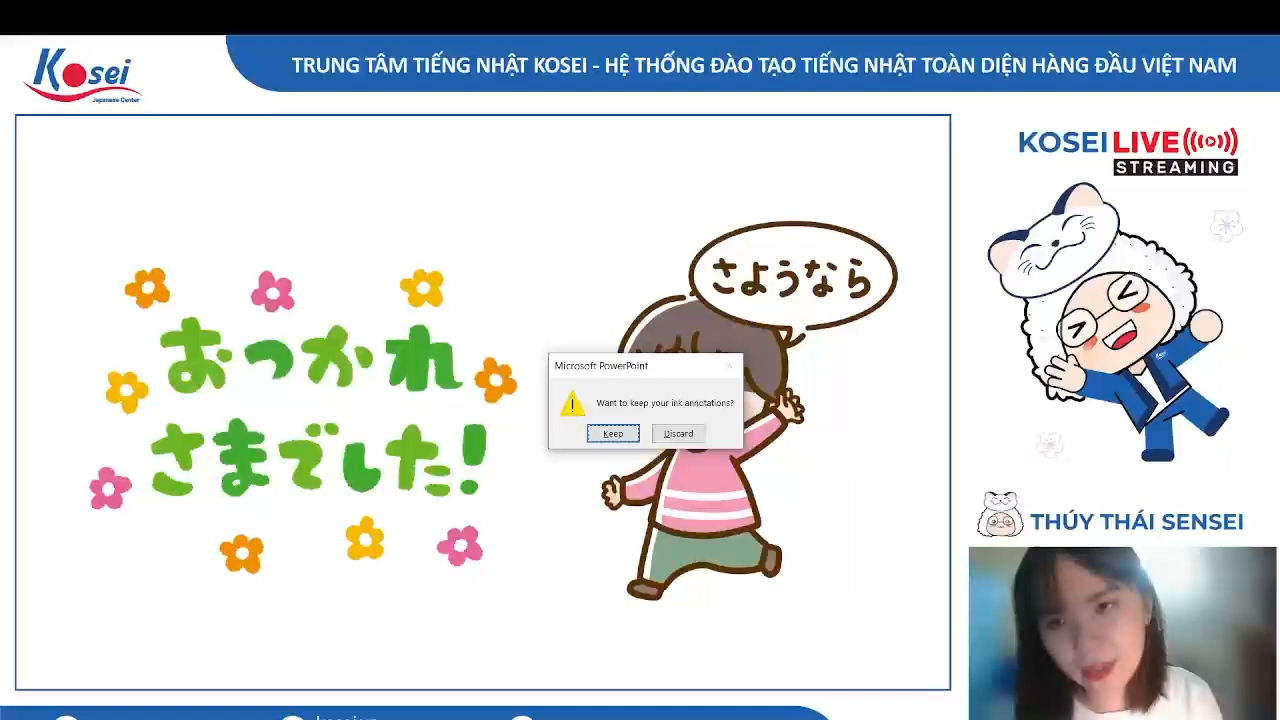 Kosei
Japanese Center
TRUNG TÂM TIẾNG NHẬT KOSEI - HỆ THỐNG ĐÀO TẠO TIẾNG NHẬT TOÀN DIỆN HÀNG ĐẦU VIỆT NAM
KOSEI LIVE
STREAMING
さようなら
おつかれ
さまでした!
Microsoft PowerPoint
Want to keep your ink annotations?
Keep
Discard
THÚY THÁI SENSEI